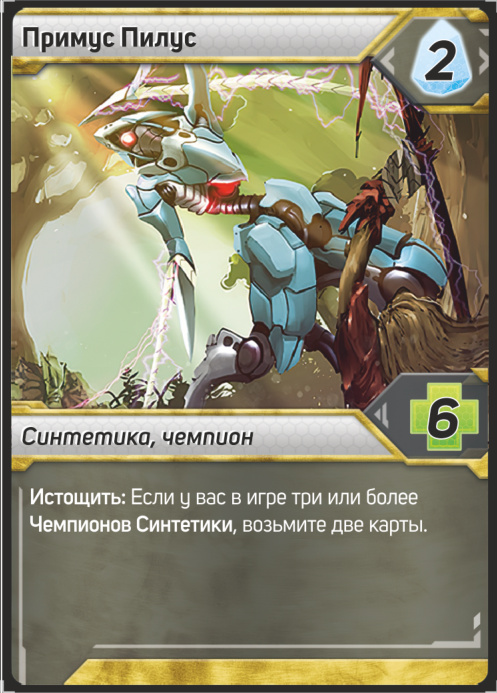 Примус Пилус
2
6
Синтетика, чемпион
Истощить: Если у вас в игре три или более
Чемпионов Синтетики, возьмите две карты.